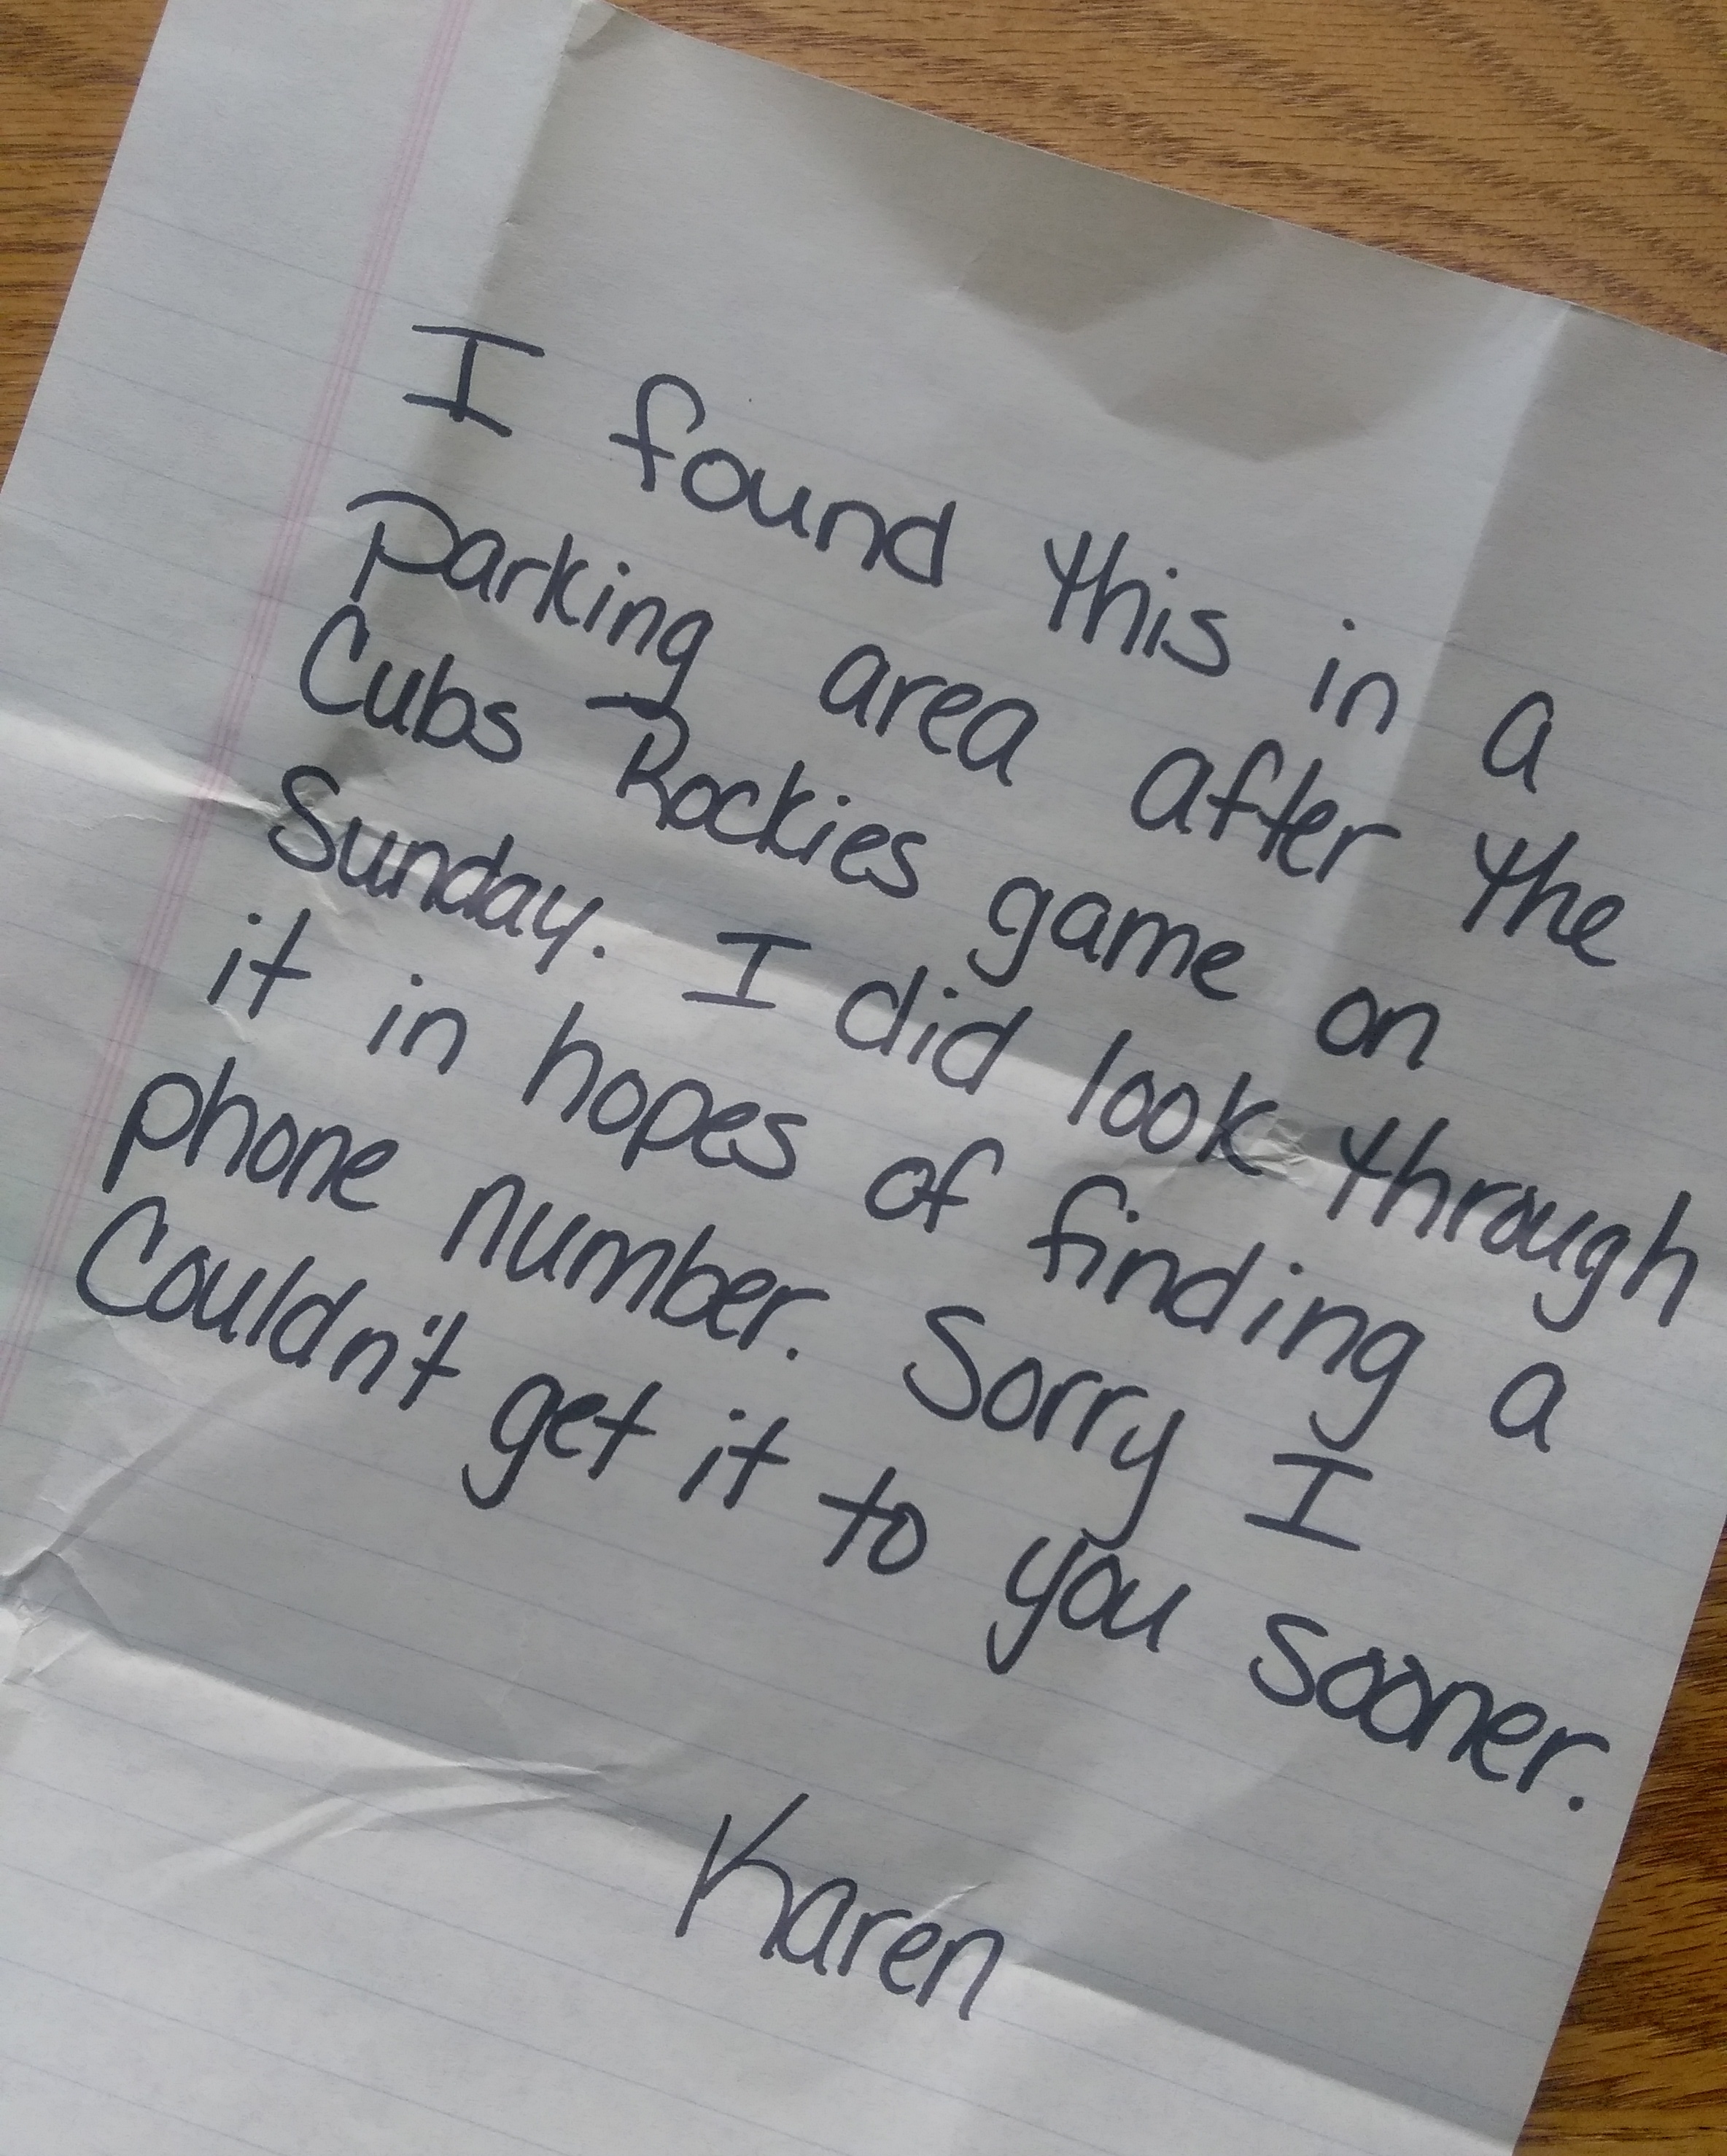 I found this in a
Parking area after the
Cubs Rockies game on
Sunday. I did look through
it in hopes of finding a
phone number. Sorry I
Couldn't get it to you sooner.
Karen